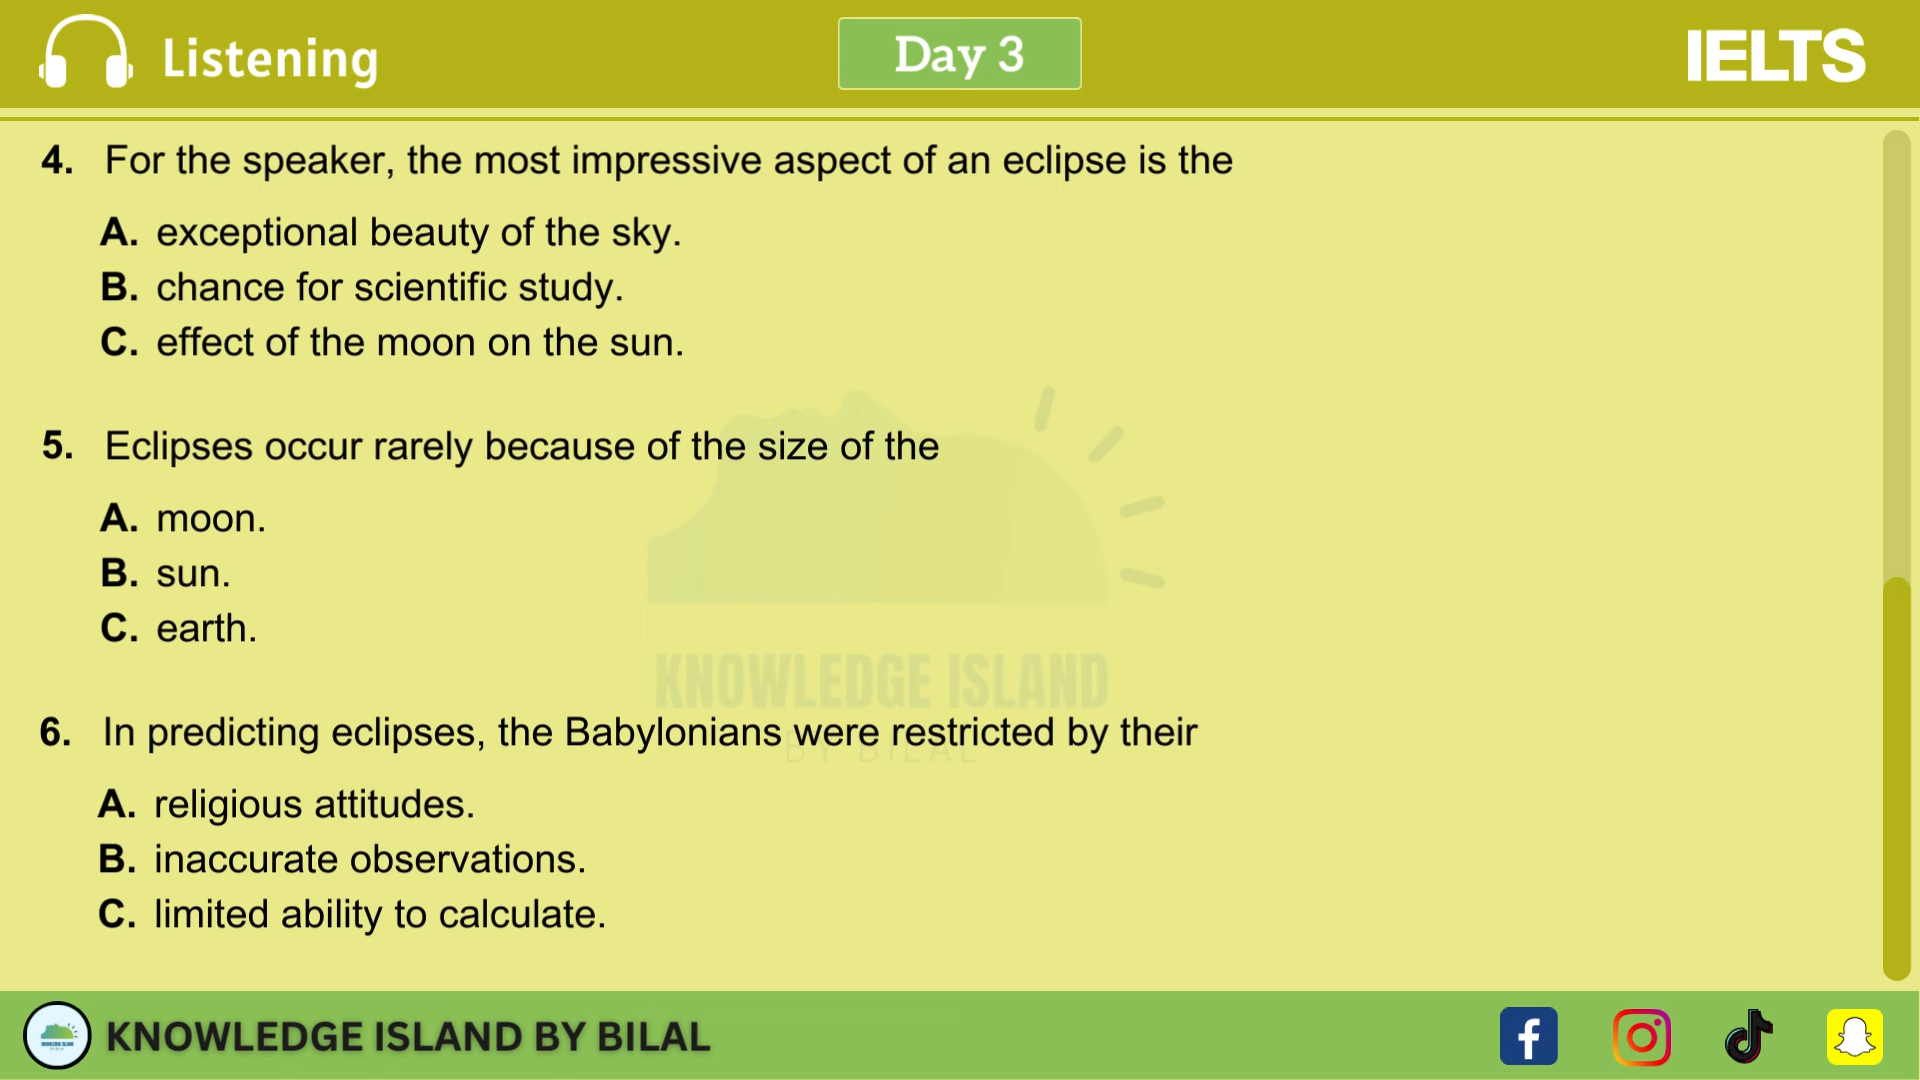 Listening
Day 3
IELTS
4. For the speaker, the most impressive aspect of an eclipse is the
A. exceptional beauty of the sky.
B. chance for scientific study.
C. effect of the moon on the sun.
5. Eclipses occur rarely because of the size of the
A. moon.
B. sun.
C. earth.
KNOWLEDGE ISLAND
BY BILAL
6. In predicting eclipses, the Babylonians were restricted by their
A. religious attitudes.
B. inaccurate observations.
C. limited ability to calculate.
KNOWLEDGE ISLAND BY BILAL